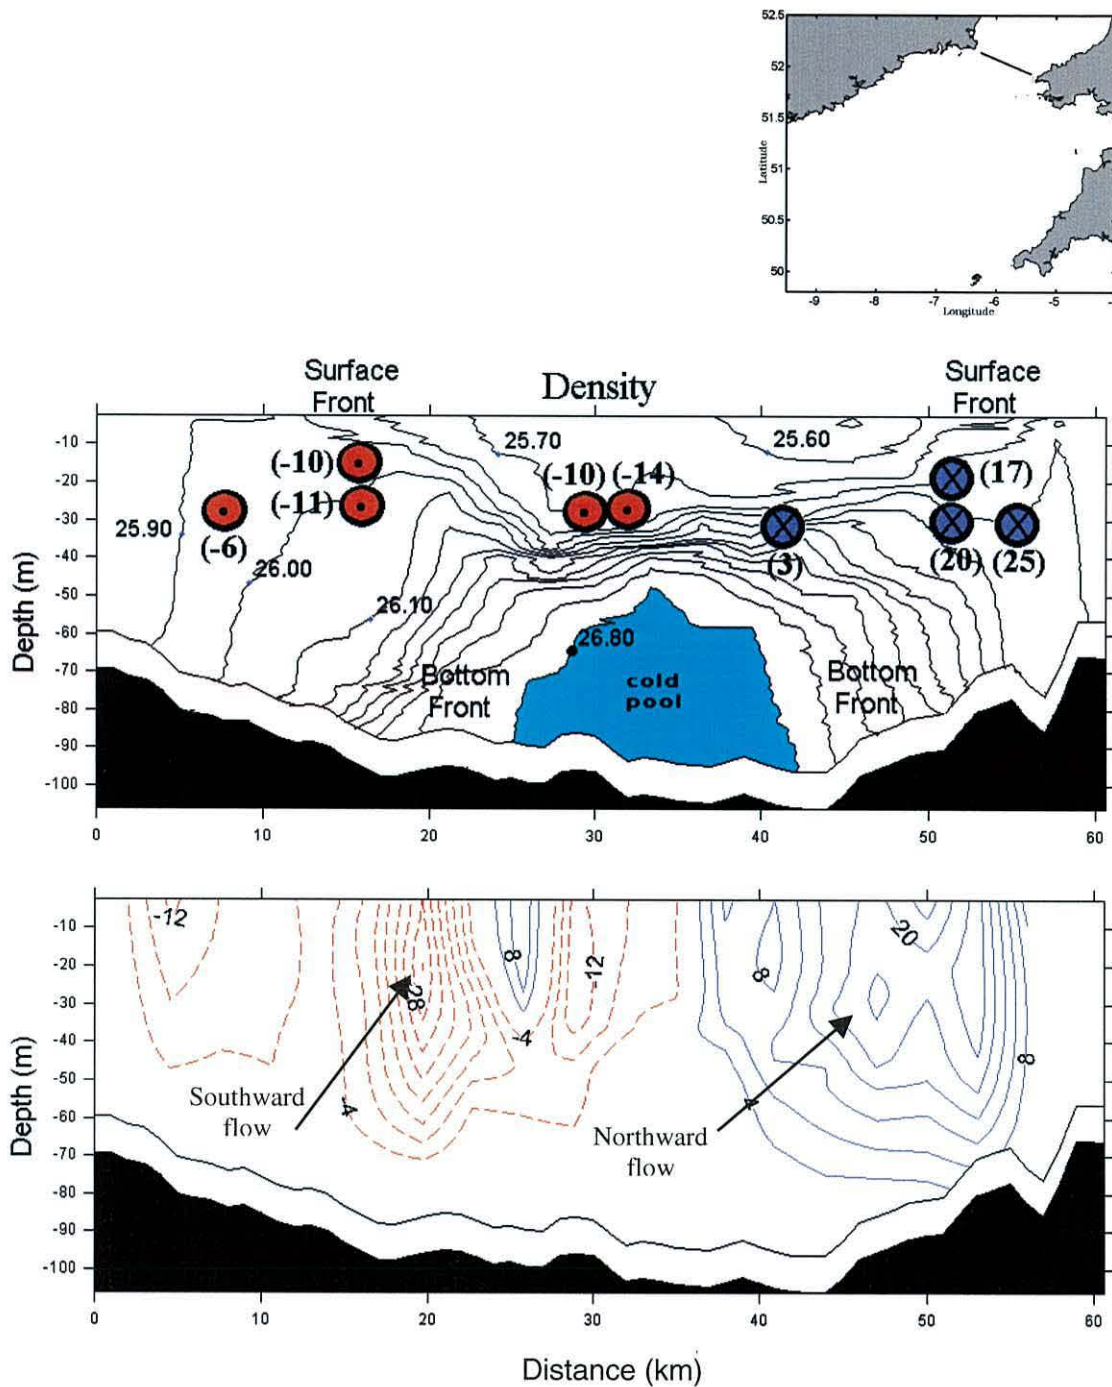 52.5
52
51.5
51
50.5
50
Latitude
-9 -8 -7 -6 -5
Longitude
Surface
Front
Density
Surface
Front
-10
-20
-30
-40
-50
-60
-70
-80
-90
-100
Depth (m)
25.70
25.60
(-10)
(-11)
(-6)
(-10)
(-14)
(17)
(3)
(20)
(25)
25.90
26.00
26.10
26.80
Bottom
Front
cold
pool
Bottom
Front
0 10 20 30 40 50 60
-10
-20
-30
-40
-50
-60
-70
-80
-90
-100
Depth (m)
-12
-28
8
-12
-4
8
20
8
-4
4
Southward
flow
Northward
flow
0 10 20 30 40 50 60
Distance (km)